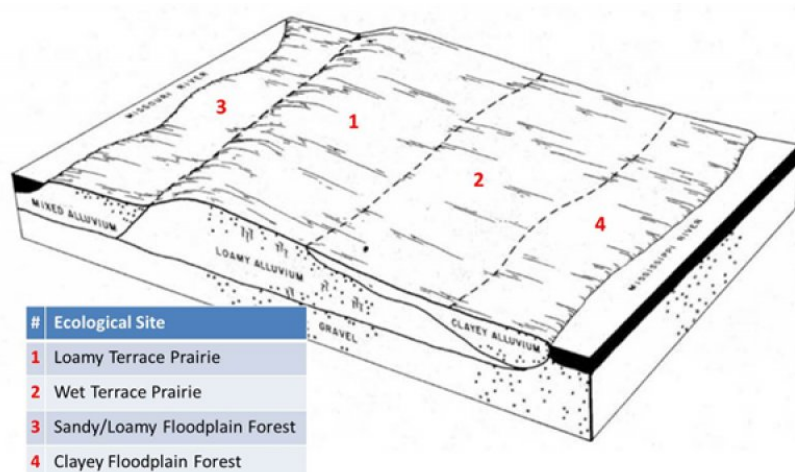 MISSOURI RIVER
3
1
2
4
MISSISSIPPI RIVER
MIXED ALLUVIUM
LOAMY ALLUVIUM
CLAYEY ALLUVIUM
GRAVEL
# Ecological Site
1 Loamy Terrace Prairie
2 Wet Terrace Prairie
3 Sandy/Loamy Floodplain Forest
4 Clayey Floodplain Forest